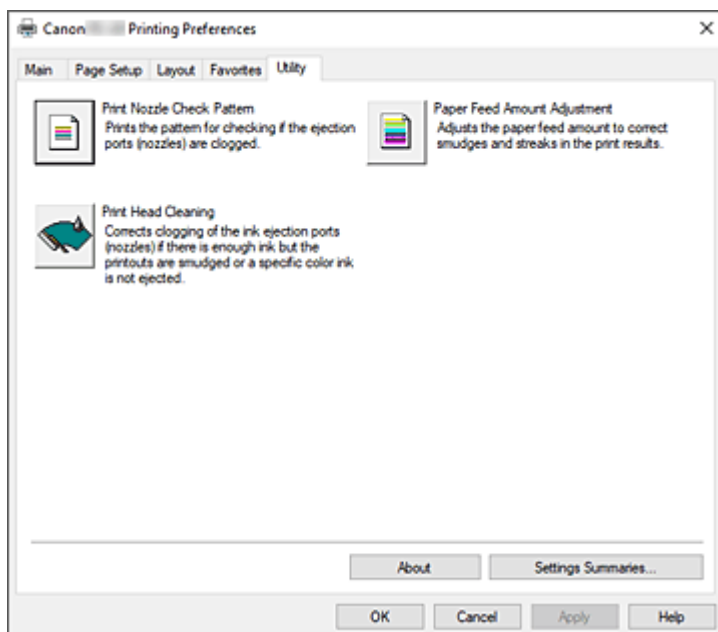 Canon Printing Preferences
Main Page Setup Layout Favorites Utility
Print Nozzle Check Pattern
Prints the pattern for checking if the ejection
ports (nozzles) are clogged.
Paper Feed Amount Adjustment
Adjusts the paper feed amount to correct
smudges and streaks in the print results.
Print Head Cleaning
Corrects clogging of the ink ejection ports
(nozzles) if there is enough ink but the
printouts are smudged or a specific color ink
is not ejected.
About Settings Summaries...
OK Cancel Apply Help